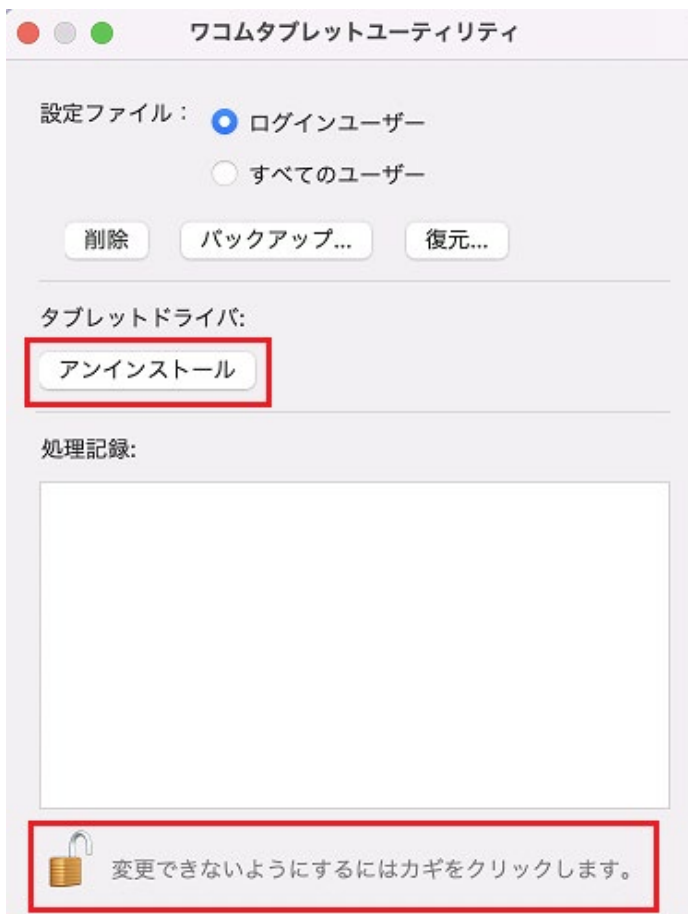 ワコムタブレットユーティリティ
設定ファイル：
ログインユーザー
すべてのユーザー
削除 バックアップ... 復元...
タブレットドライバ:
アンインストール
処理記録:
変更できないようにするにはカギをクリックします。